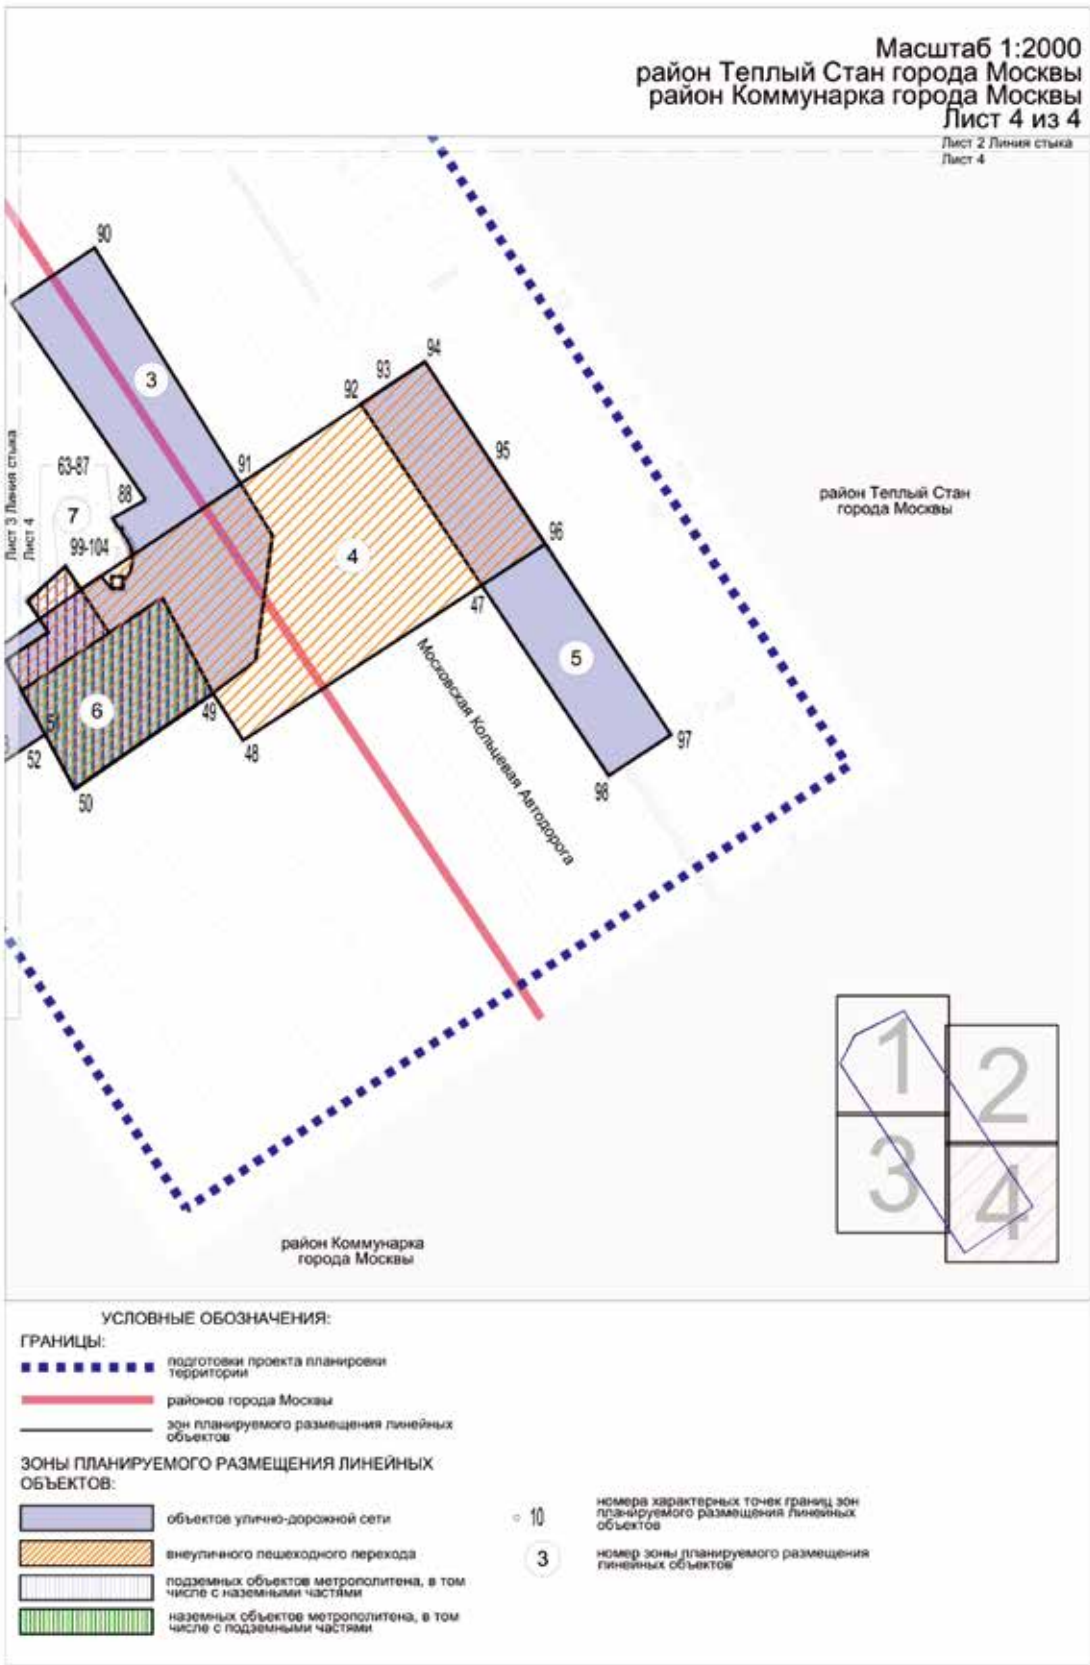 Масштаб 1:2000
район Теплый Стан города Москвы
район Коммунарка города Москвы
Лист 4 из 4
Лист 2 Линия стыка
Лист 4
90
3
94
93
92
95
91
Лист 3 Линия стыка
Лист 4
63-87
88
7
99-104
4
96
47
район Теплый Стан
города Москвы
5
6
49
48
52
50
97
98
Московская Кольцевая Автодорога
1
2
3
4
район Коммунарка
города Москвы
УСЛОВНЫЕ ОБОЗНАЧЕНИЯ:
ГРАНИЦЫ:
подготовки проекта планировки
территории
районов города Москвы
зон планируемого размещения линейных
объектов
ЗОНЫ ПЛАНИРУЕМОГО РАЗМЕЩЕНИЯ ЛИНЕЙНЫХ
ОБЪЕКТОВ:
объектов улично-дорожной сети
внеуличного пешеходного перехода
подземных объектов метрополитена, в том
числе с наземными частями
наземных объектов метрополитена, в том
числе с подземными частями
10
номера характерных точек границ зон
планируемого размещения линейных
объектов
3
номер зоны планируемого размещения
линейных объектов